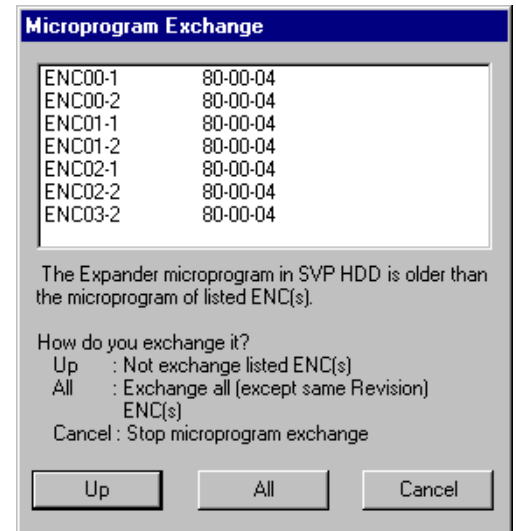 Microprogram Exchange
ENC00-1 80-00-04
ENC00-2 80-00-04
ENC01-1 80-00-04
ENC01-2 80-00-04
ENC02-1 80-00-04
ENC02-2 80-00-04
ENC03-2 80-00-04
The Expander microprogram in SVP HDD is older than
the microprogram of listed ENC(s).
How do you exchange it?
Up : Not exchange listed ENC(s)
All : Exchange all (except same Revision)
ENC(s)
Cancel : Stop microprogram exchange
Up All Cancel